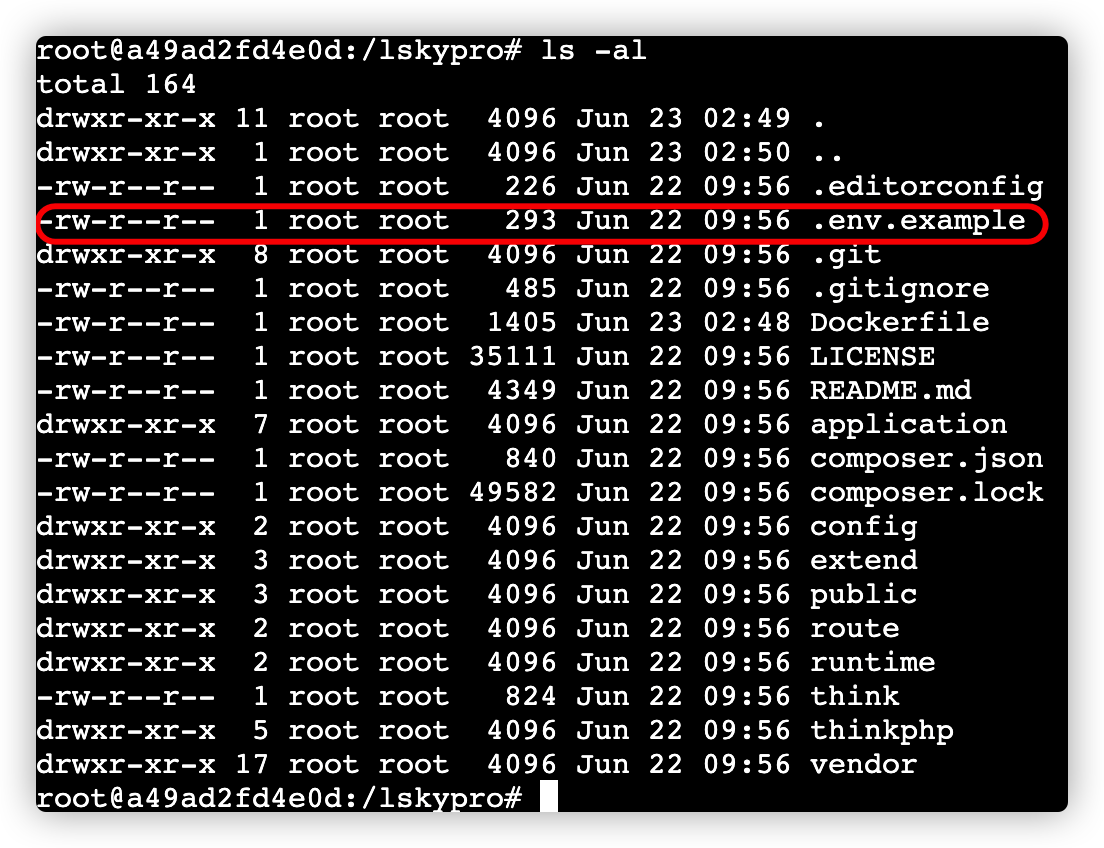 root@a49ad2fd4e0d:/lskypro# ls -al
total 164
drwxr-xr-x 11 root root  4096 Jun 23 02:49 .
drwxr-xr-x  1 root root  4096 Jun 23 02:50 ..
-rw-r--r--  1 root root   226 Jun 22 09:56 .editorconfig
-rw-r--r--  1 root root   293 Jun 22 09:56 .env.example
drwxr-xr-x  8 root root  4096 Jun 22 09:56 .git
-rw-r--r--  1 root root   485 Jun 22 09:56 .gitignore
-rw-r--r--  1 root root  1405 Jun 23 02:48 Dockerfile
-rw-r--r--  1 root root 35111 Jun 22 09:56 LICENSE
-rw-r--r--  1 root root  4349 Jun 22 09:56 README.md
drwxr-xr-x  7 root root  4096 Jun 22 09:56 application
-rw-r--r--  1 root root   840 Jun 22 09:56 composer.json
-rw-r--r--  1 root root 49582 Jun 22 09:56 composer.lock
drwxr-xr-x  2 root root  4096 Jun 22 09:56 config
drwxr-xr-x  3 root root  4096 Jun 22 09:56 extend
drwxr-xr-x  3 root root  4096 Jun 22 09:56 public
drwxr-xr-x  2 root root  4096 Jun 22 09:56 route
drwxr-xr-x  2 root root  4096 Jun 22 09:56 runtime
-rw-r--r--  1 root root   824 Jun 22 09:56 think
drwxr-xr-x  5 root root  4096 Jun 22 09:56 thinkphp
drwxr-xr-x 17 root root  4096 Jun 22 09:56 vendor
root@a49ad2fd4e0d:/lskypro#